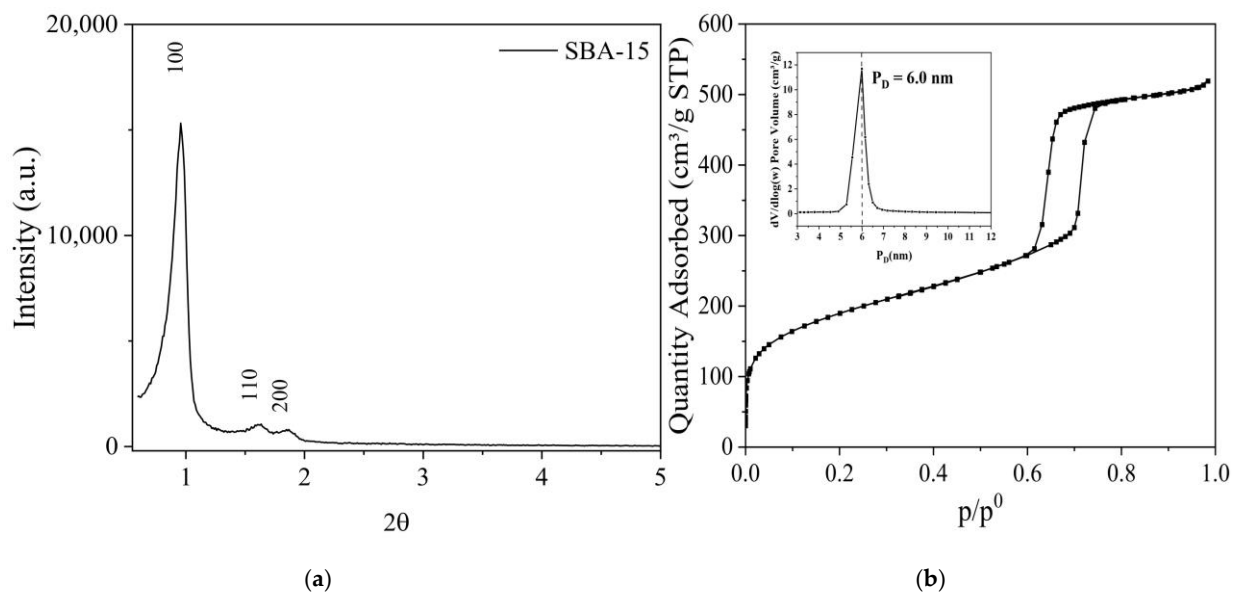 20,000
10,000
0
Intensity (a.u.)
100
110
200
SBA-15
1 2 3 4 5
2θ
(a)
600
500
400
300
200
100
0
Quantity Adsorbed (cm³/g STP)
0.0 0.2 0.4 0.6 0.8 1.0
p/p⁰
12
10
8
6
4
2
0
dV/dlog(w) Pore Volume (cm³/g)
P_D = 6.0 nm
3 4 5 6 7 8 9 10 11 12
P_D(nm)
(b)